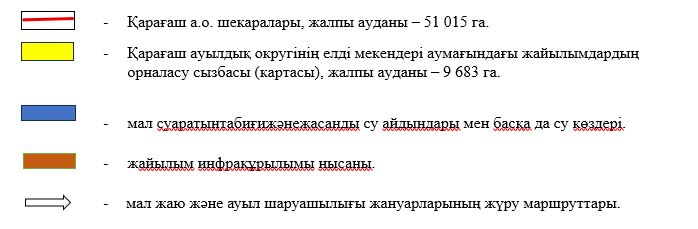 - Қарағаш а.о. шекаралары, жалпы ауданы – 51 015 га.
- Қарағаш ауылдық округінің елді мекендері аумағындағы жайылымдардың
орналасу сызбасы (картасы), жалпы ауданы – 9 683 га.
- мал суаратынтабиғижәнежасанды су айдындары мен басқа да су көздері.
- жайылым инфрақұрылымы нысаны.
- мал жаю және ауыл шаруашылығы жануарларының жүру маршруттары.